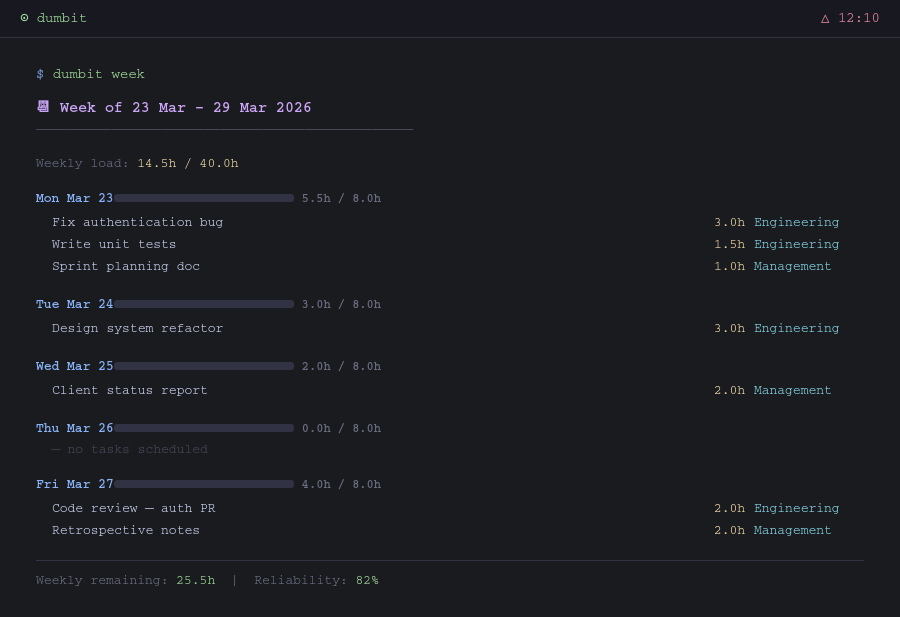 ⊙ dumbit
△ 12:10
$ dumbit week
📆 Week of 23 Mar – 29 Mar 2026
Weekly load: 14.5h / 40.0h
Mon Mar 23 5.5h / 8.0h
Fix authentication bug 3.0h Engineering
Write unit tests 1.5h Engineering
Sprint planning doc 1.0h Management
Tue Mar 24 3.0h / 8.0h
Design system refactor 3.0h Engineering
Wed Mar 25 2.0h / 8.0h
Client status report 2.0h Management
Thu Mar 26 0.0h / 8.0h
— no tasks scheduled
Fri Mar 27 4.0h / 8.0h
Code review — auth PR 2.0h Engineering
Retrospective notes 2.0h Management
Weekly remaining: 25.5h | Reliability: 82%